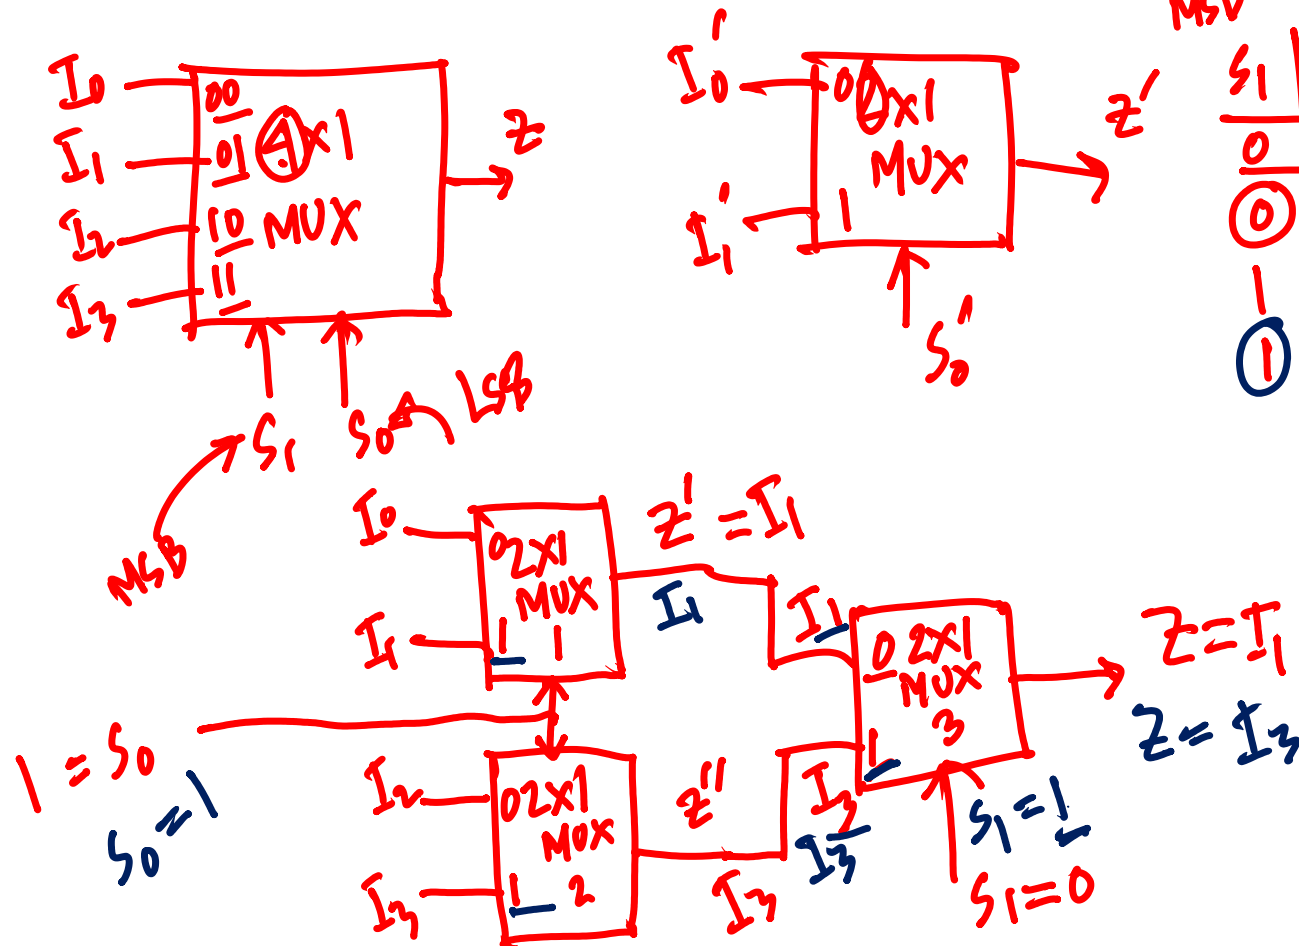 I0
00
4x1
MUX
I1
01
I2
10
I3
11
Z
S1
S0
LSB
MSB
I0'
0
2x1
MUX
I1'
1
Z'
S0'
S1
0
0
1
1
I0
0
2x1
MUX
1
1
I1
Z' = I1
I1
I1
1 = S0
S0 = 1
I2
0
2x1
MUX
2
1
I3
Z''
I3
I3
I3
0
2x1
MUX
3
1
Z = I1
Z = I3
S1 = 1
S1 = 0